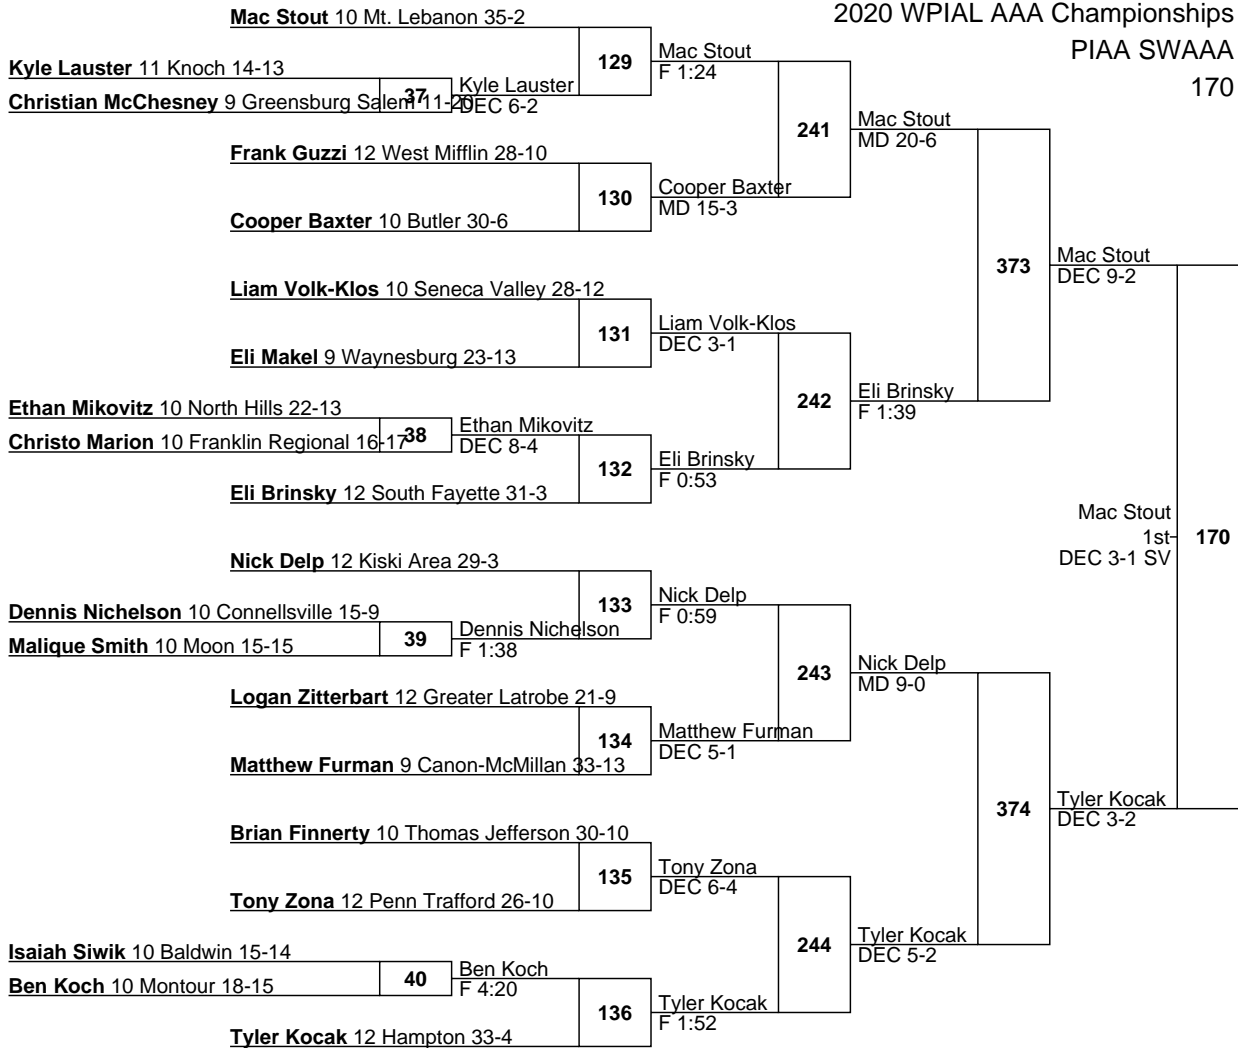 2020 WPIAL AAA Championships
PIAA SWAAA
170
Mac Stout 10 Mt. Lebanon 35-2
129
Mac Stout
F 1:24
Kyle Lauster 11 Knoch 14-13
37
Kyle Lauster
DEC 6-2
Christian McChesney 9 Greensburg Salem 11-20
241
Mac Stout
MD 20-6
Frank Guzzi 12 West Mifflin 28-10
130
Cooper Baxter
MD 15-3
Cooper Baxter 10 Butler 30-6
373
Mac Stout
DEC 9-2
Liam Volk-Klos 10 Seneca Valley 28-12
131
Liam Volk-Klos
DEC 3-1
Eli Makel 9 Waynesburg 23-13
242
Eli Brinsky
F 1:39
Ethan Mikovitz 10 North Hills 22-13
38
Ethan Mikovitz
DEC 8-4
Christo Marion 10 Franklin Regional 16-17
132
Eli Brinsky
F 0:53
Eli Brinsky 12 South Fayette 31-3
Mac Stout
1st
DEC 3-1 SV
170
Nick Delp 12 Kiski Area 29-3
133
Nick Delp
F 0:59
Dennis Nichelson 10 Connellsville 15-9
39
Dennis Nichelson
F 1:38
Malique Smith 10 Moon 15-15
243
Nick Delp
MD 9-0
Logan Zitterbart 12 Greater Latrobe 21-9
134
Matthew Furman
DEC 5-1
Matthew Furman 9 Canon-McMillan 33-13
374
Tyler Kocak
DEC 3-2
Brian Finnerty 10 Thomas Jefferson 30-10
135
Tony Zona
DEC 6-4
Tony Zona 12 Penn Trafford 26-10
244
Tyler Kocak
DEC 5-2
Isaiah Siwik 10 Baldwin 15-14
40
Ben Koch
F 4:20
Ben Koch 10 Montour 18-15
136
Tyler Kocak
F 1:52
Tyler Kocak 12 Hampton 33-4